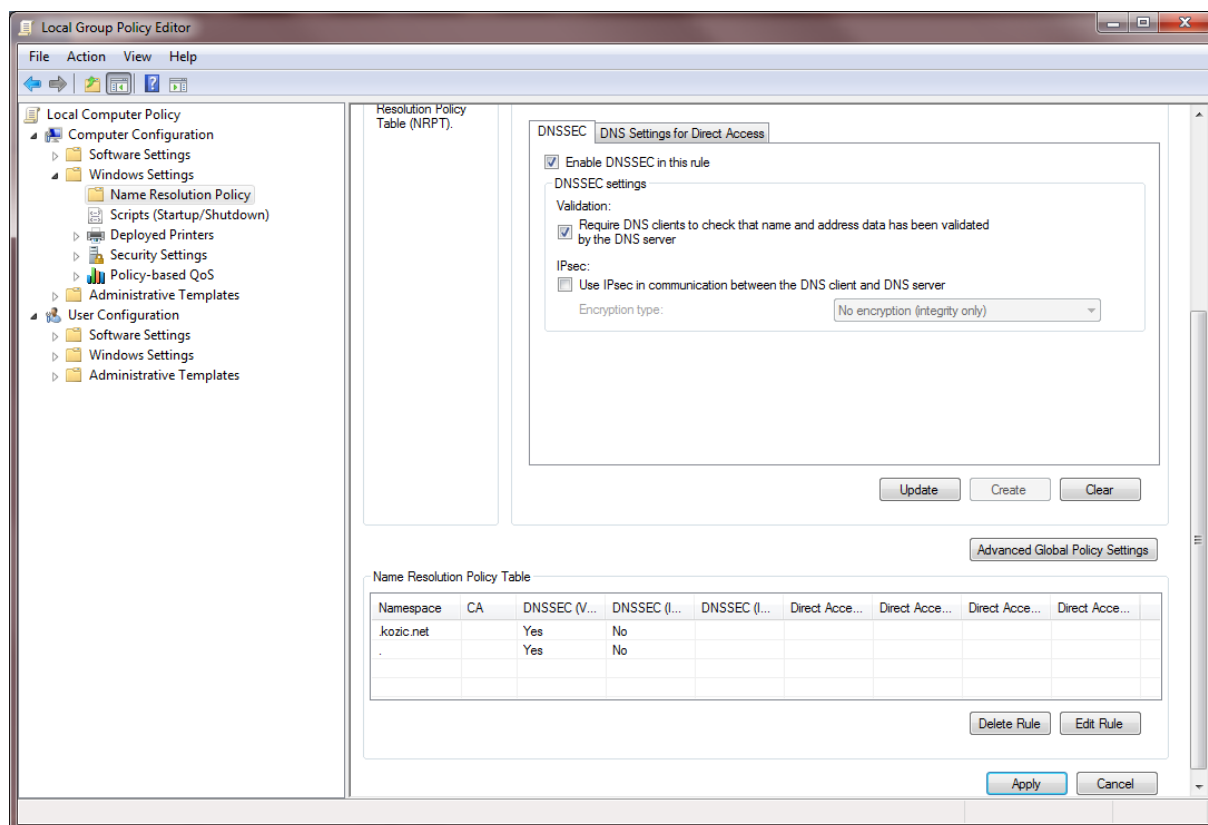 Local Group Policy Editor
File Action View Help
Local Computer Policy
Computer Configuration
Software Settings
Windows Settings
Name Resolution Policy
Scripts (Startup/Shutdown)
Deployed Printers
Security Settings
Policy-based QoS
Administrative Templates
User Configuration
Software Settings
Windows Settings
Administrative Templates
Resolution Policy
Table (NRPT).
DNSSEC DNS Settings for Direct Access
Enable DNSSEC in this rule
DNSSEC settings
Validation:
Require DNS clients to check that name and address data has been validated
by the DNS server
IPsec:
Use IPsec in communication between the DNS client and DNS server
Encryption type: No encryption (integrity only)
Update Create Clear
Advanced Global Policy Settings
Name Resolution Policy Table
Namespace CA DNSSEC (V... DNSSEC (I... DNSSEC (I... Direct Acce... Direct Acce... Direct Acce... Direct Acce...
.kozic.net Yes No
. Yes No
Delete Rule Edit Rule
Apply Cancel